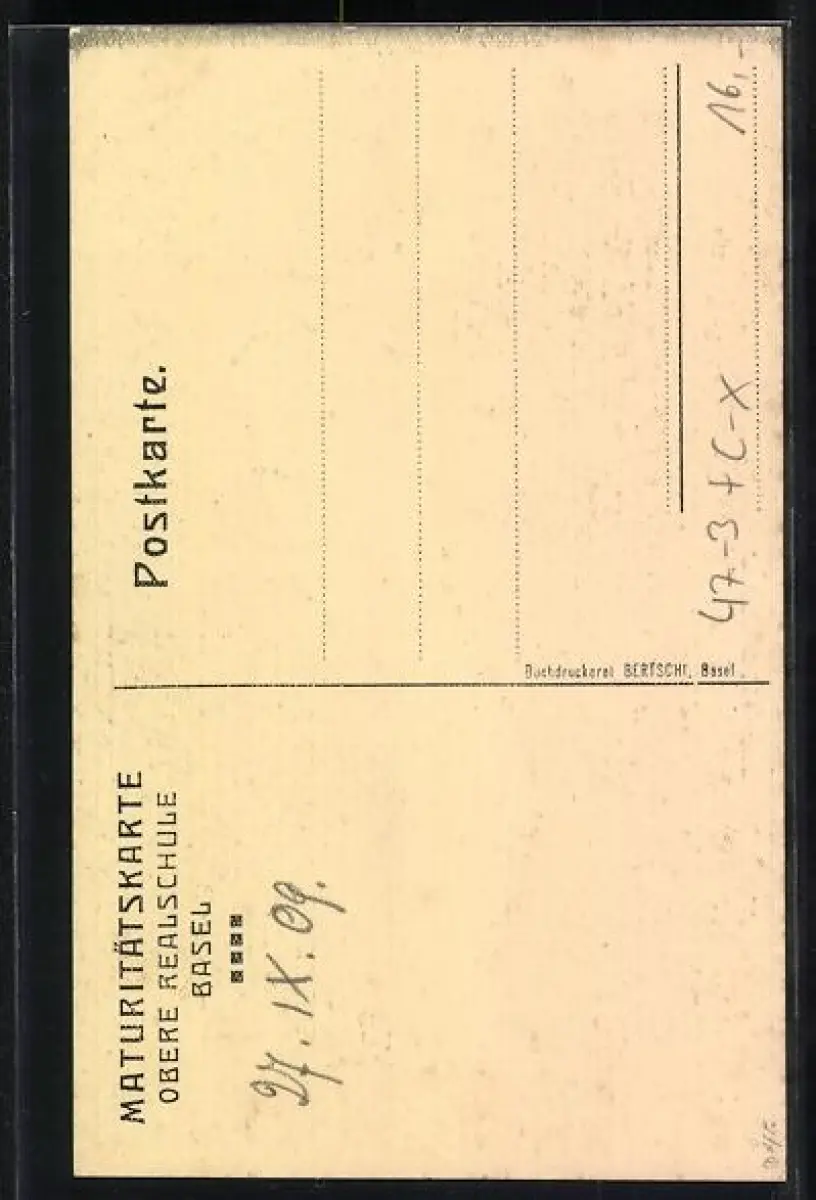 MATURITÄTSKARTE
OBERE REALSCHULE
BASEL
27. IX. 09.
Postkarte.
Buchdruckerei BERTSCHI, Basel.
47-3 + C-X
16,-